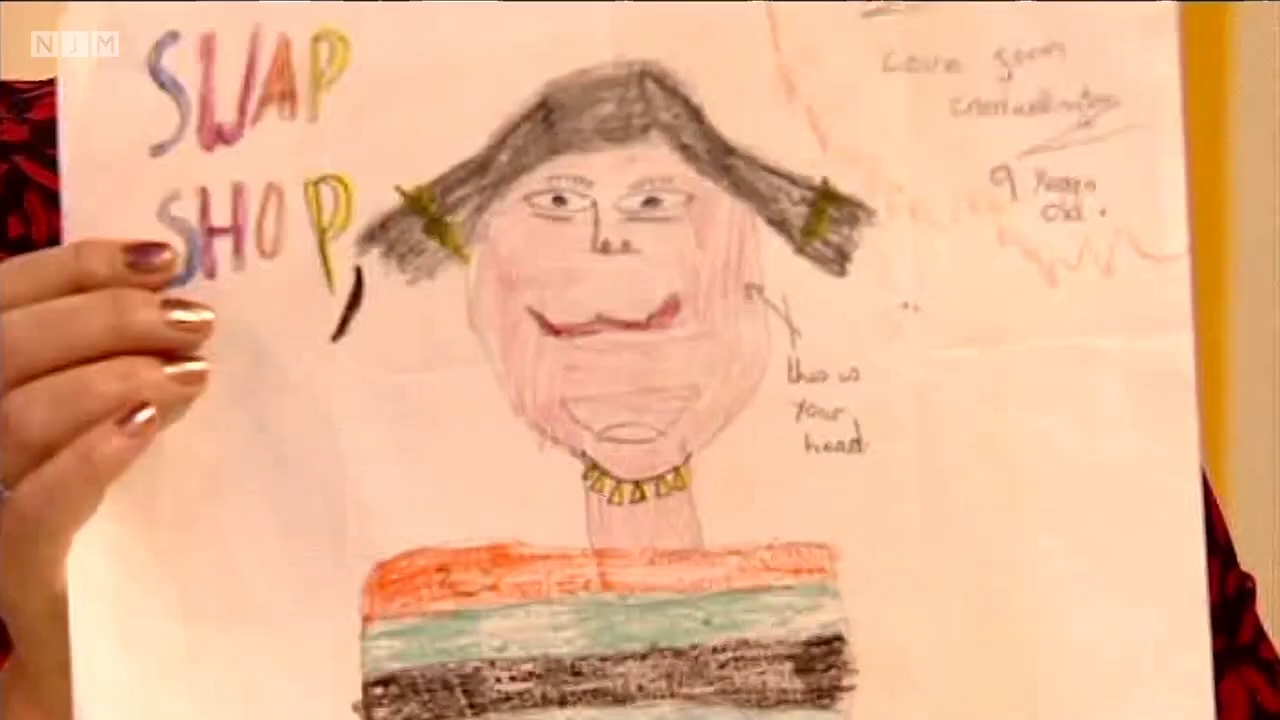 NJM
SWAP
SHOP,
Love from
9 Years
old.
this is
your
head